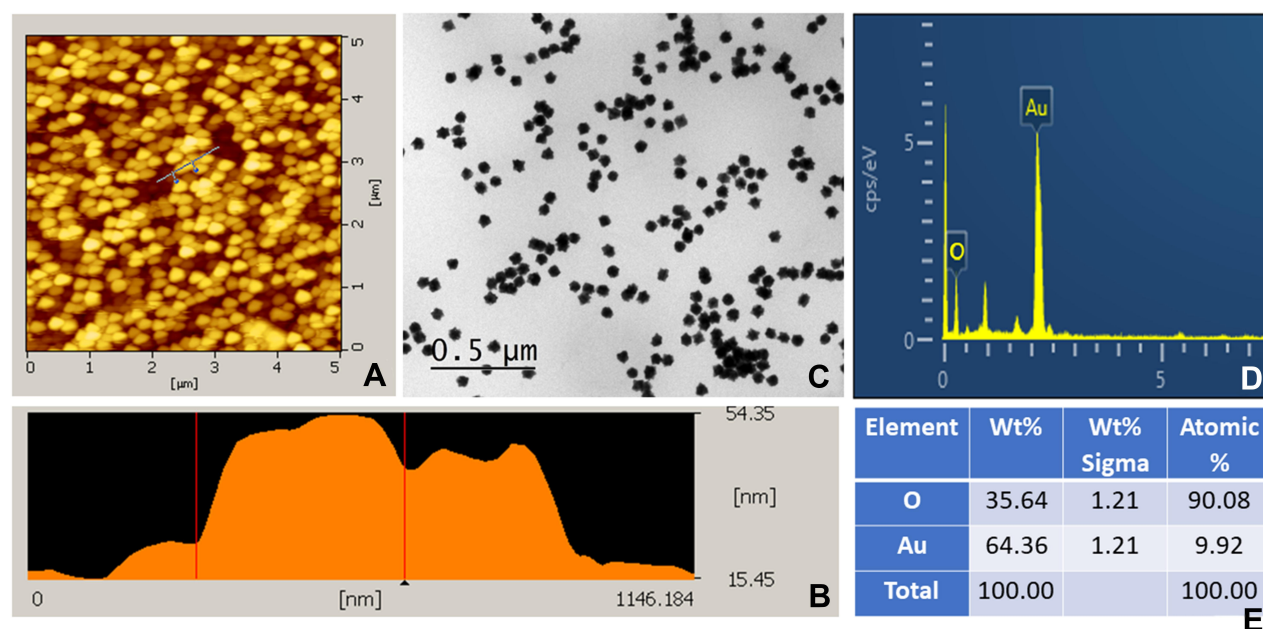 5
4
3
[µm]
2
1
0
0 1 2 3 4 5
[µm]
A
0.5 µm
C
cps/eV
5
0
Au
O
0 5
D
54.35
[nm]
15.45
0 [nm] 1146.184
B
Element Wt% Wt% Sigma Atomic %
O 35.64 1.21 90.08
Au 64.36 1.21 9.92
Total 100.00 100.00
E